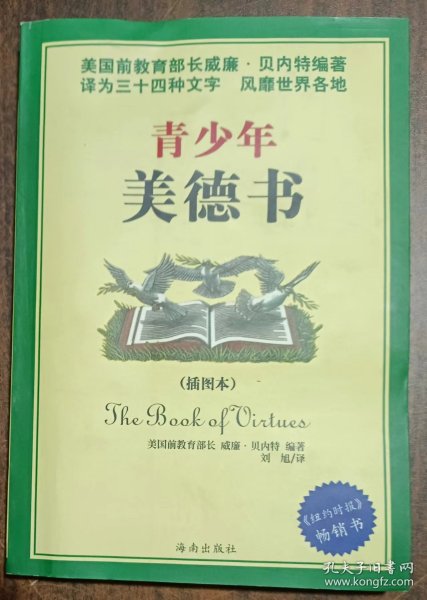 美国前教育部长威廉·贝内特编著
译为三十四种文字 风靡世界各地
青少年
美德书
(插图本)
The Book of Virtues
美国前教育部长 威廉·贝内特 编著
刘 旭/译
《纽约时报》
畅销书
海南出版社
孔夫子旧书网
www.kongfz.com